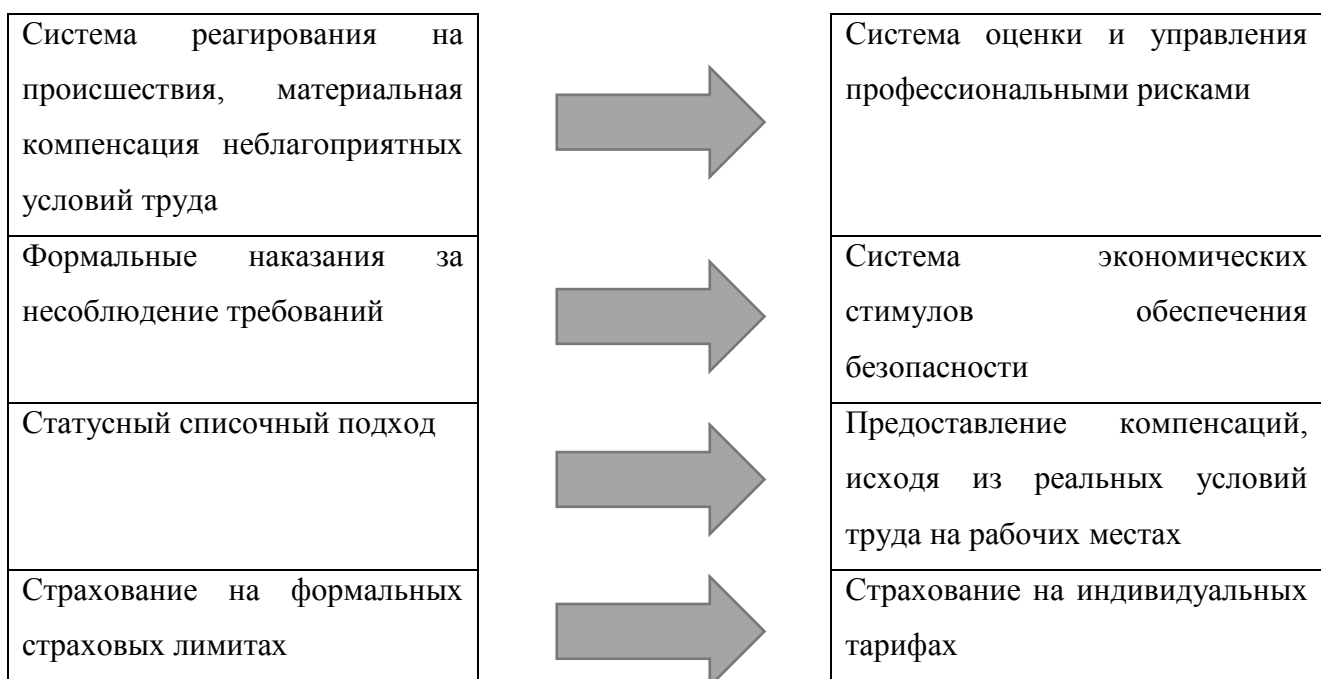 Система реагирования на
происшествия, материальная
компенсация неблагоприятных
условий труда
Система оценки и управления
профессиональными рисками
Формальные наказания за
несоблюдение требований
Система экономических
стимулов обеспечения
безопасности
Статусный списочный подход
Предоставление компенсаций,
исходя из реальных условий
труда на рабочих местах
Страхование на формальных
страховых лимитах
Страхование на индивидуальных
тарифах